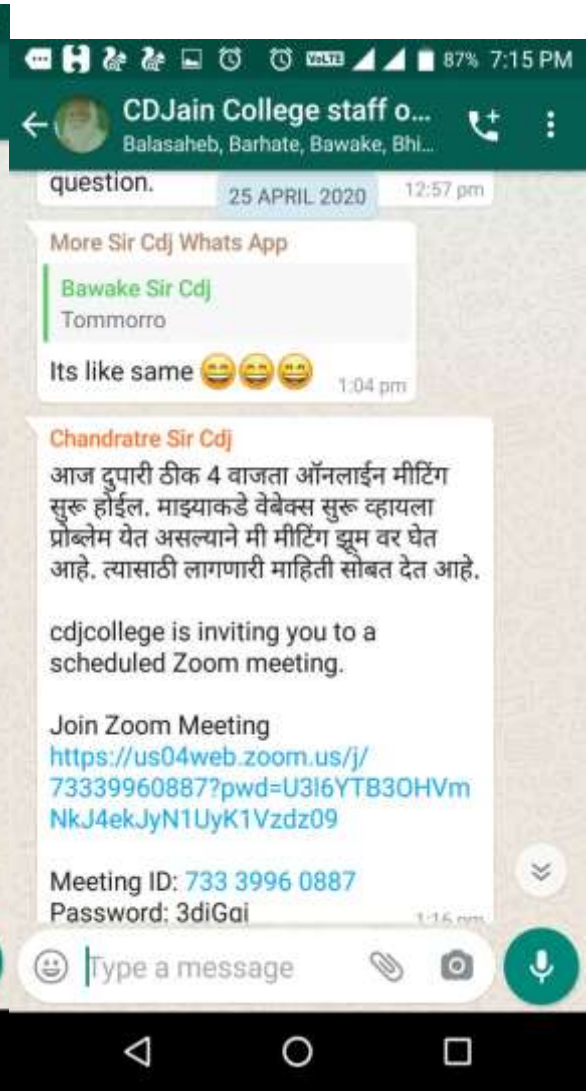 87% 7:15 PM
CDJain College staff o...
Balasaheb, Barhate, Bawake, Bhi...
question.
12:57 pm
25 APRIL 2020
More Sir Cdj Whats App
Bawake Sir Cdj
Tommorro
Its like same 😄😄😄
1:04 pm
Chandratre Sir Cdj
आज दुपारी ठीक 4 वाजता ऑनलाईन मीटिंग
सुरू होईल. माझ्याकडे वेबेक्स सुरू व्हायला
प्रोब्लेम येत असल्याने मी मीटिंग झूम वर घेत
आहे. त्यासाठी लागणारी माहिती सोबत देत आहे.
cdjcollege is inviting you to a
scheduled Zoom meeting.
Join Zoom Meeting
https://us04web.zoom.us/j/
73339960887?pwd=U3I6YTB3OHVm
NkJ4ekJyN1UyK1Vzdz09
Meeting ID: 733 3996 0887
Password:
1:16 pm
Type a message